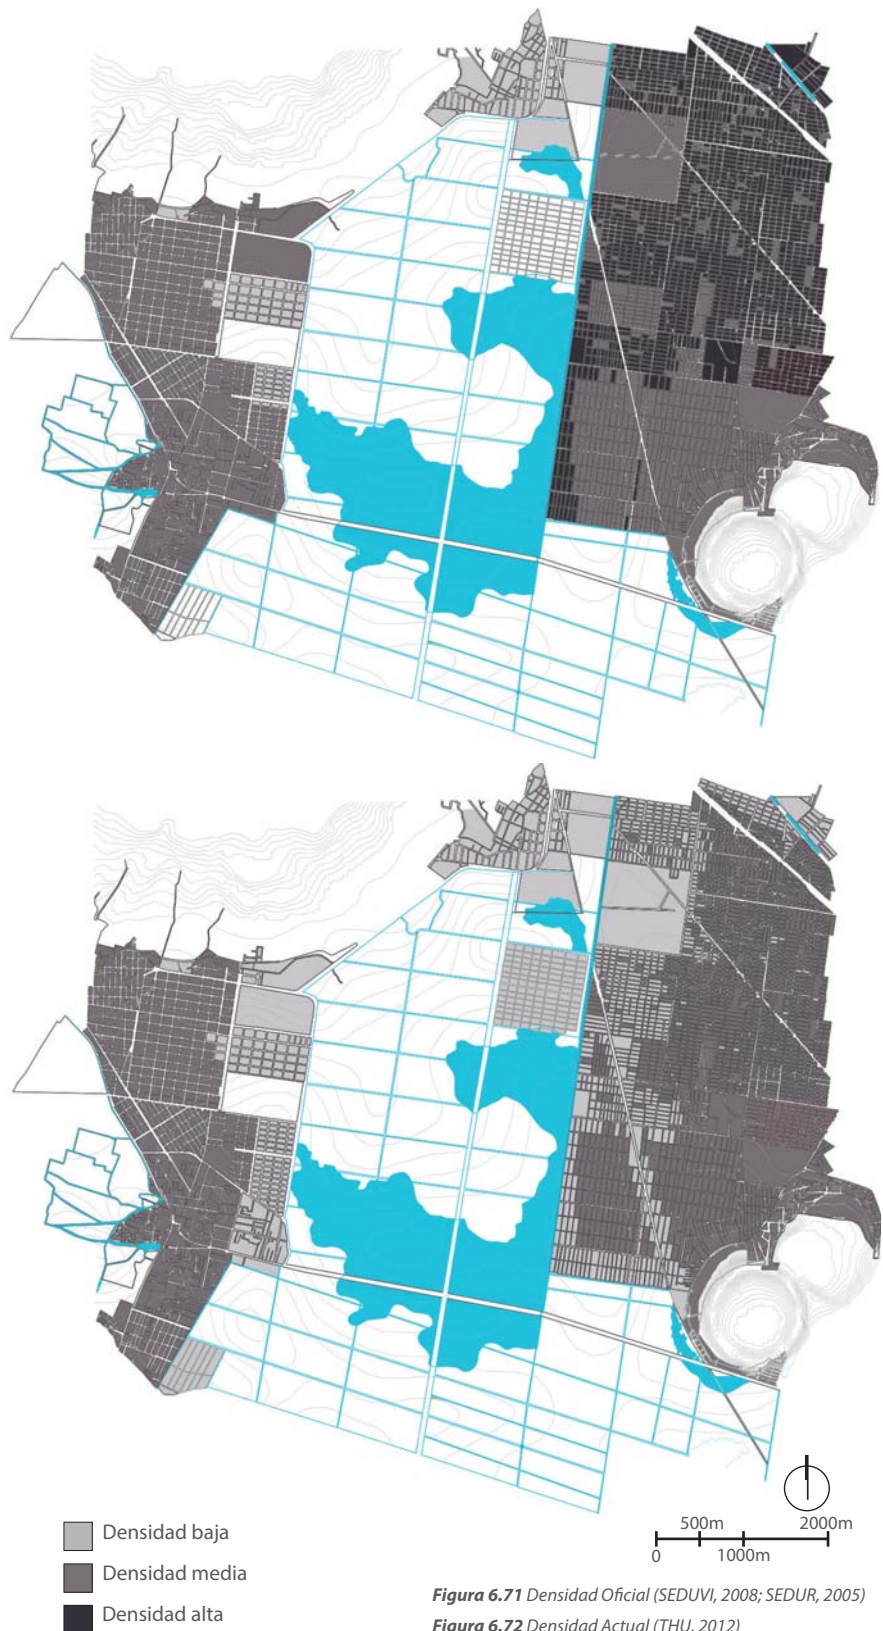 500m 2000m
0 1000m
Densidad baja
Densidad media
Densidad alta
Figura 6.71 Densidad Oficial (SEDUVI, 2008; SEDUR, 2005)
Figura 6.72 Densidad Actual (THU, 2012)